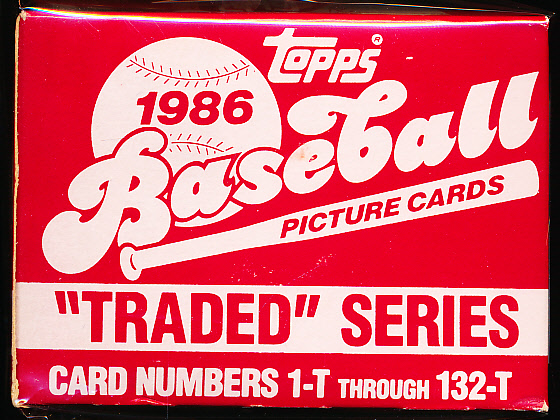 Topps®
1986
Baseball
PICTURE CARDS
"TRADED" SERIES
CARD NUMBERS 1-T THROUGH 132-T